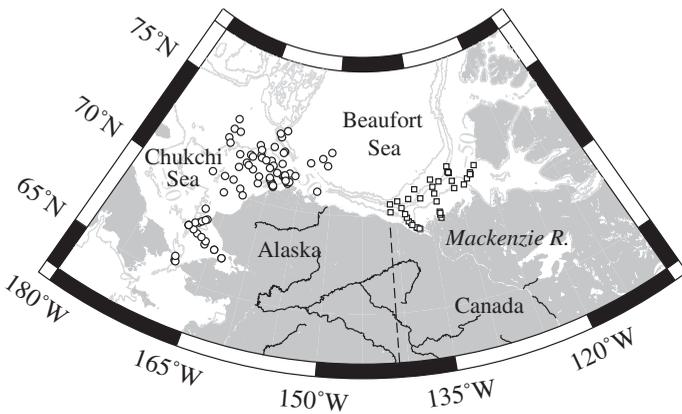 75°N
70°N
65°N
180°W
165°W
150°W
135°W
120°W
Beaufort
Sea
Chukchi
Sea
Alaska
Mackenzie R.
Canada